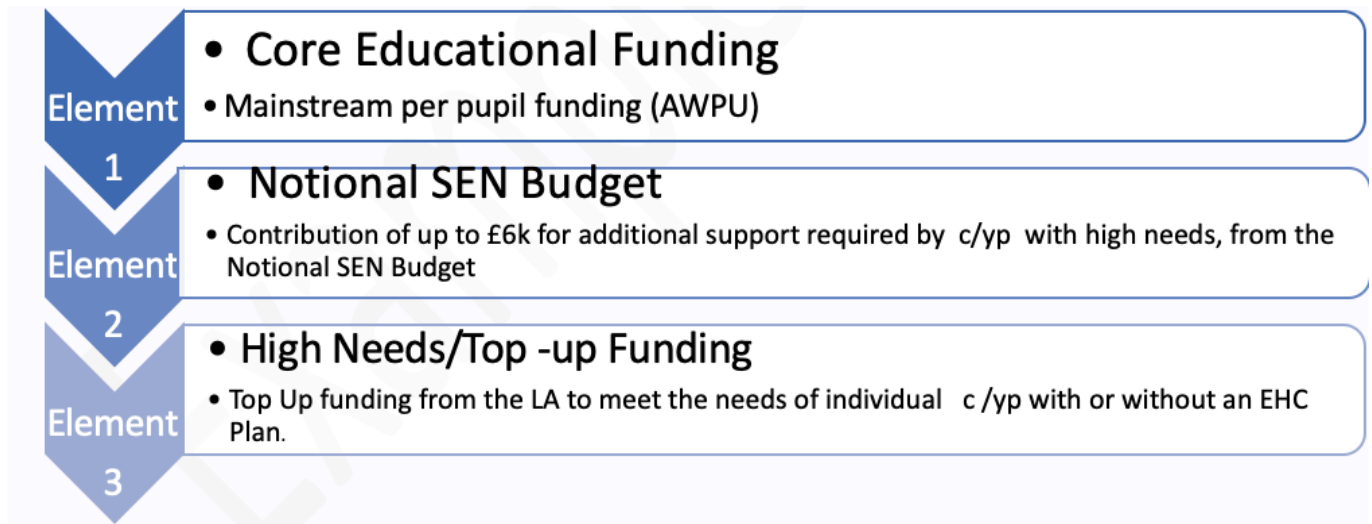 Element
1
• Core Educational Funding
• Mainstream per pupil funding (AWPU)
Element
2
• Notional SEN Budget
• Contribution of up to £6k for additional support required by c/yp with high needs, from the
Notional SEN Budget
Element
3
• High Needs/Top -up Funding
• Top Up funding from the LA to meet the needs of individual c /yp with or without an EHC
Plan.